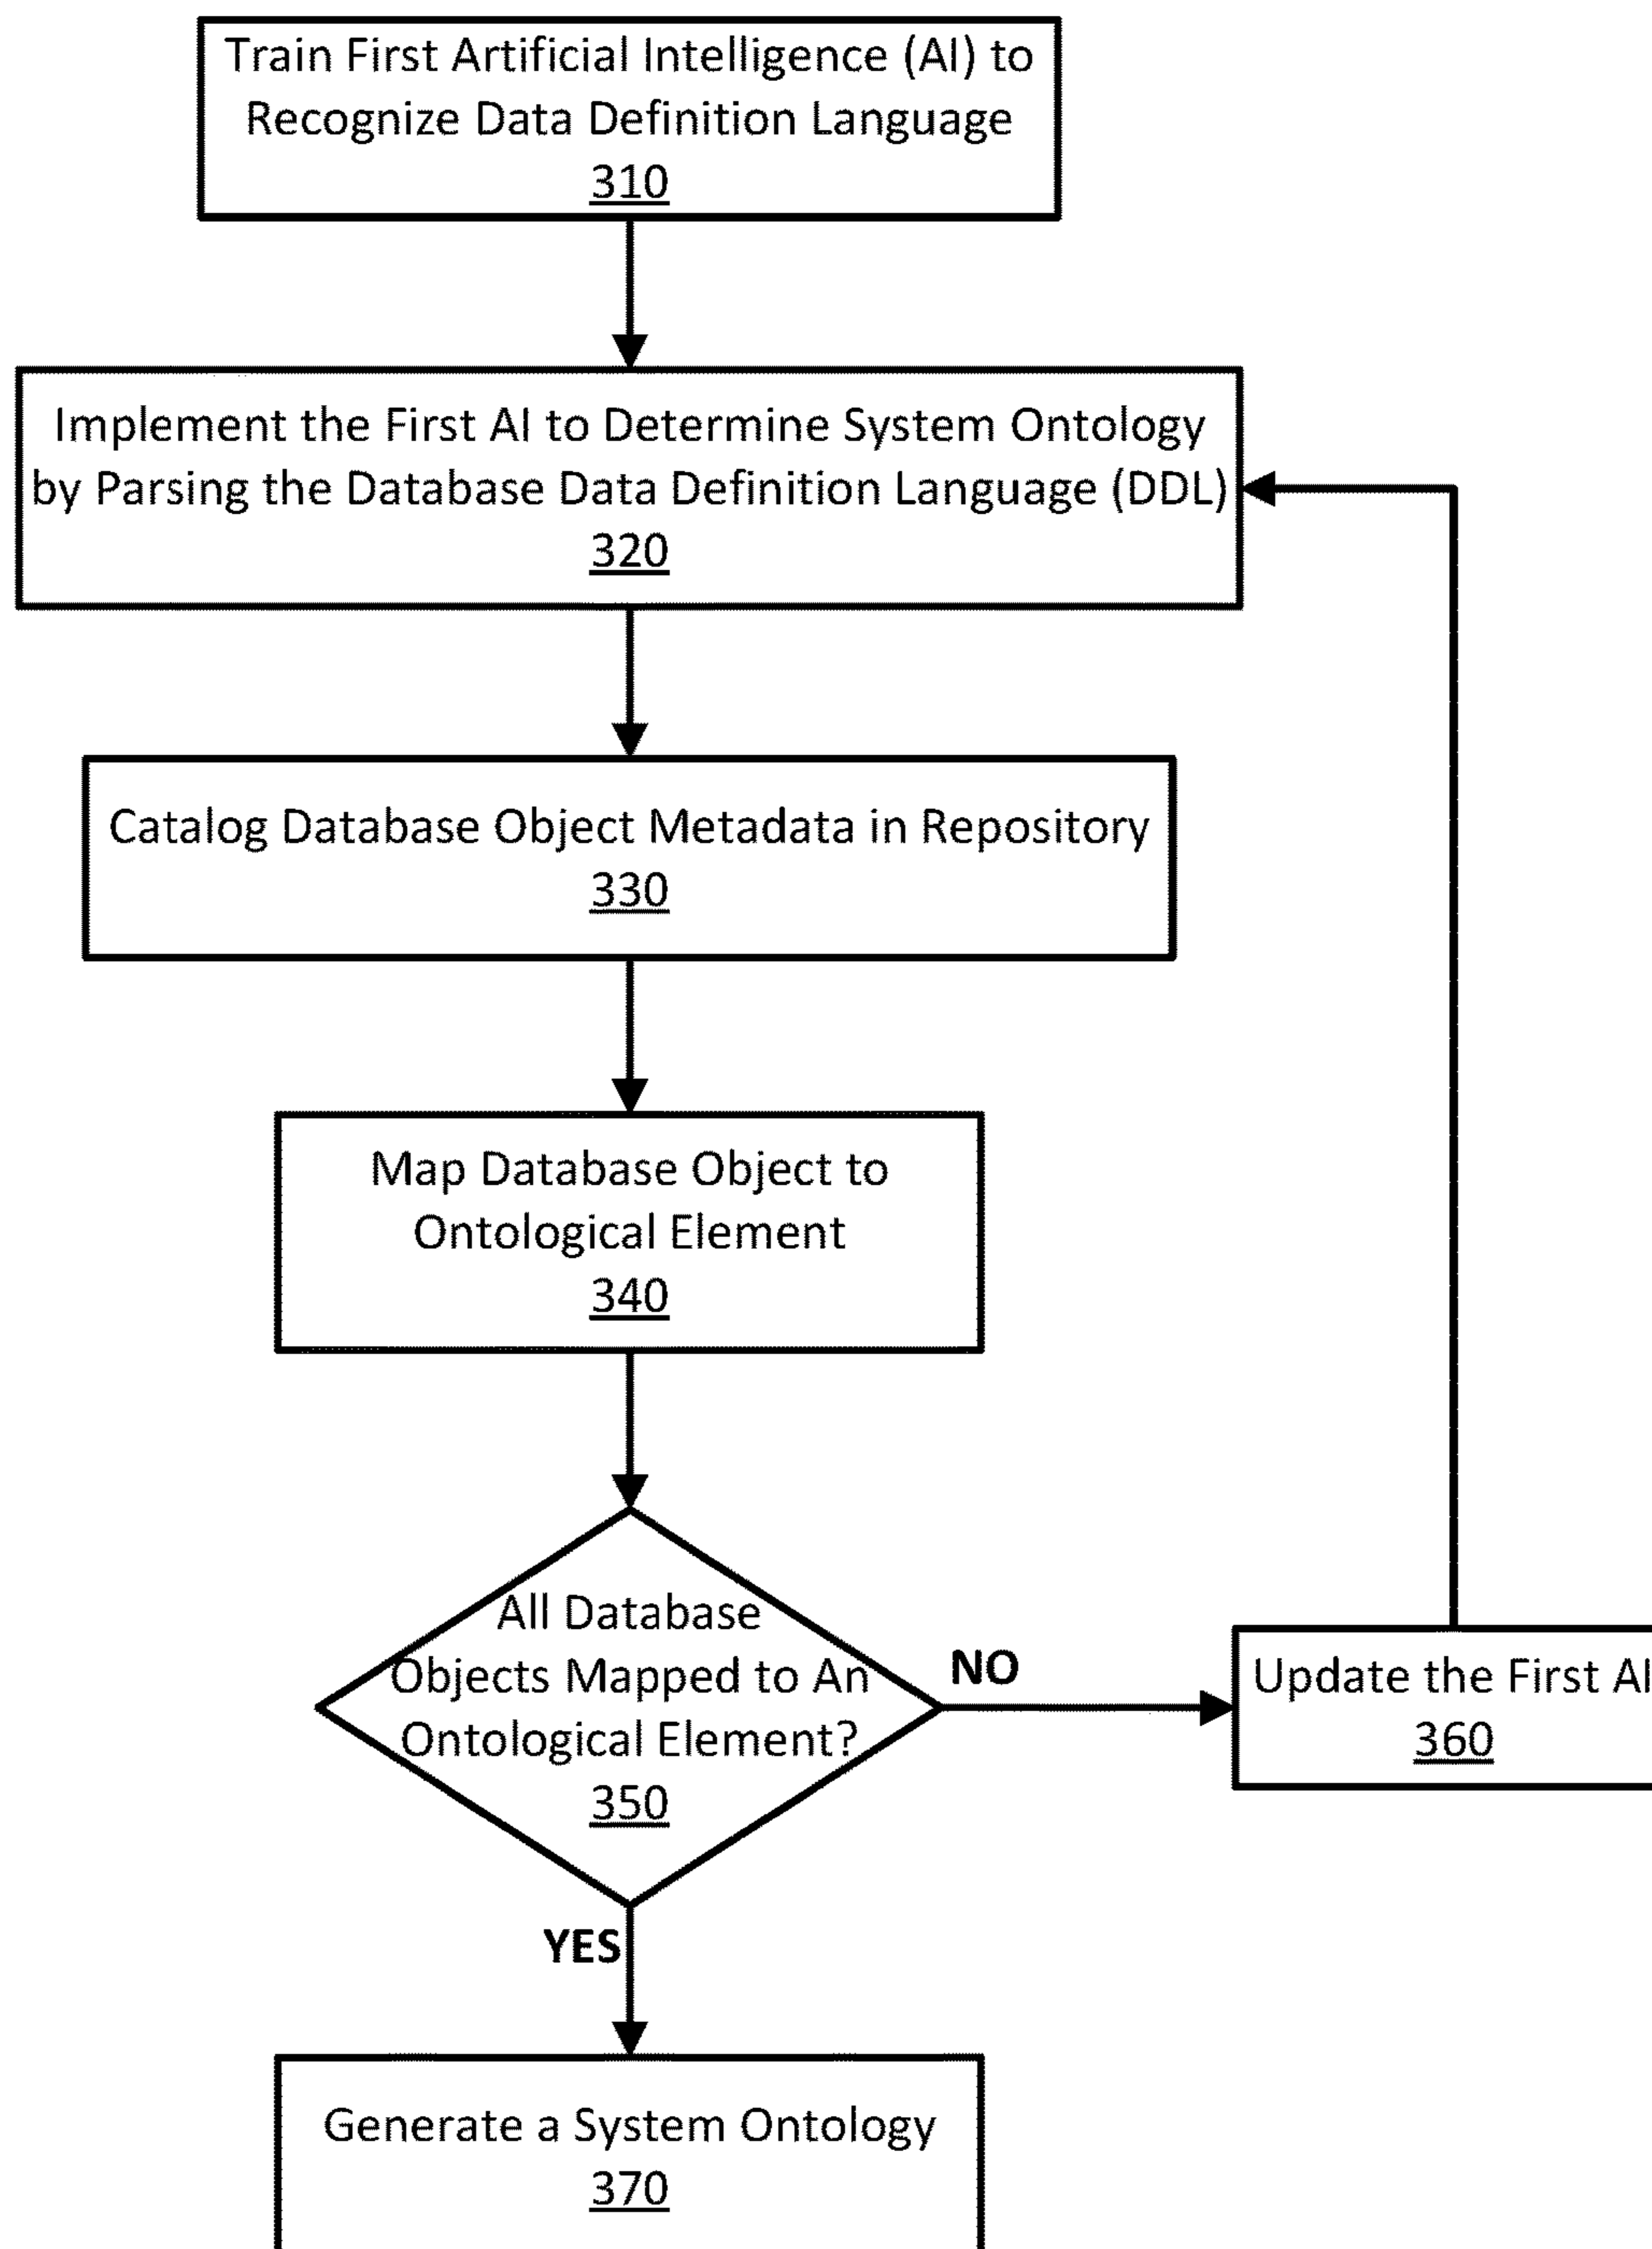 Train First Artificial Intelligence (AI) to
Recognize Data Definition Language
310
Implement the First AI to Determine System Ontology
by Parsing the Database Data Definition Language (DDL)
320
Catalog Database Object Metadata in Repository
330
Map Database Object to
Ontological Element
340
All Database
Objects Mapped to An
Ontological Element?
350
NO
Update the First AI
360
YES
Generate a System Ontology
370